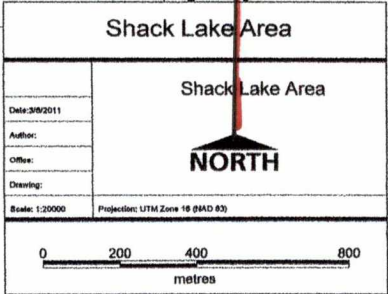 Shack Lake Area
Shack Lake Area
Date:3/6/2011
Author:
Office:
NORTH
Drawing:
Scale: 1:20000 Projection: UTM Zone 16 (NAD 83)
0 200 400 800
metres